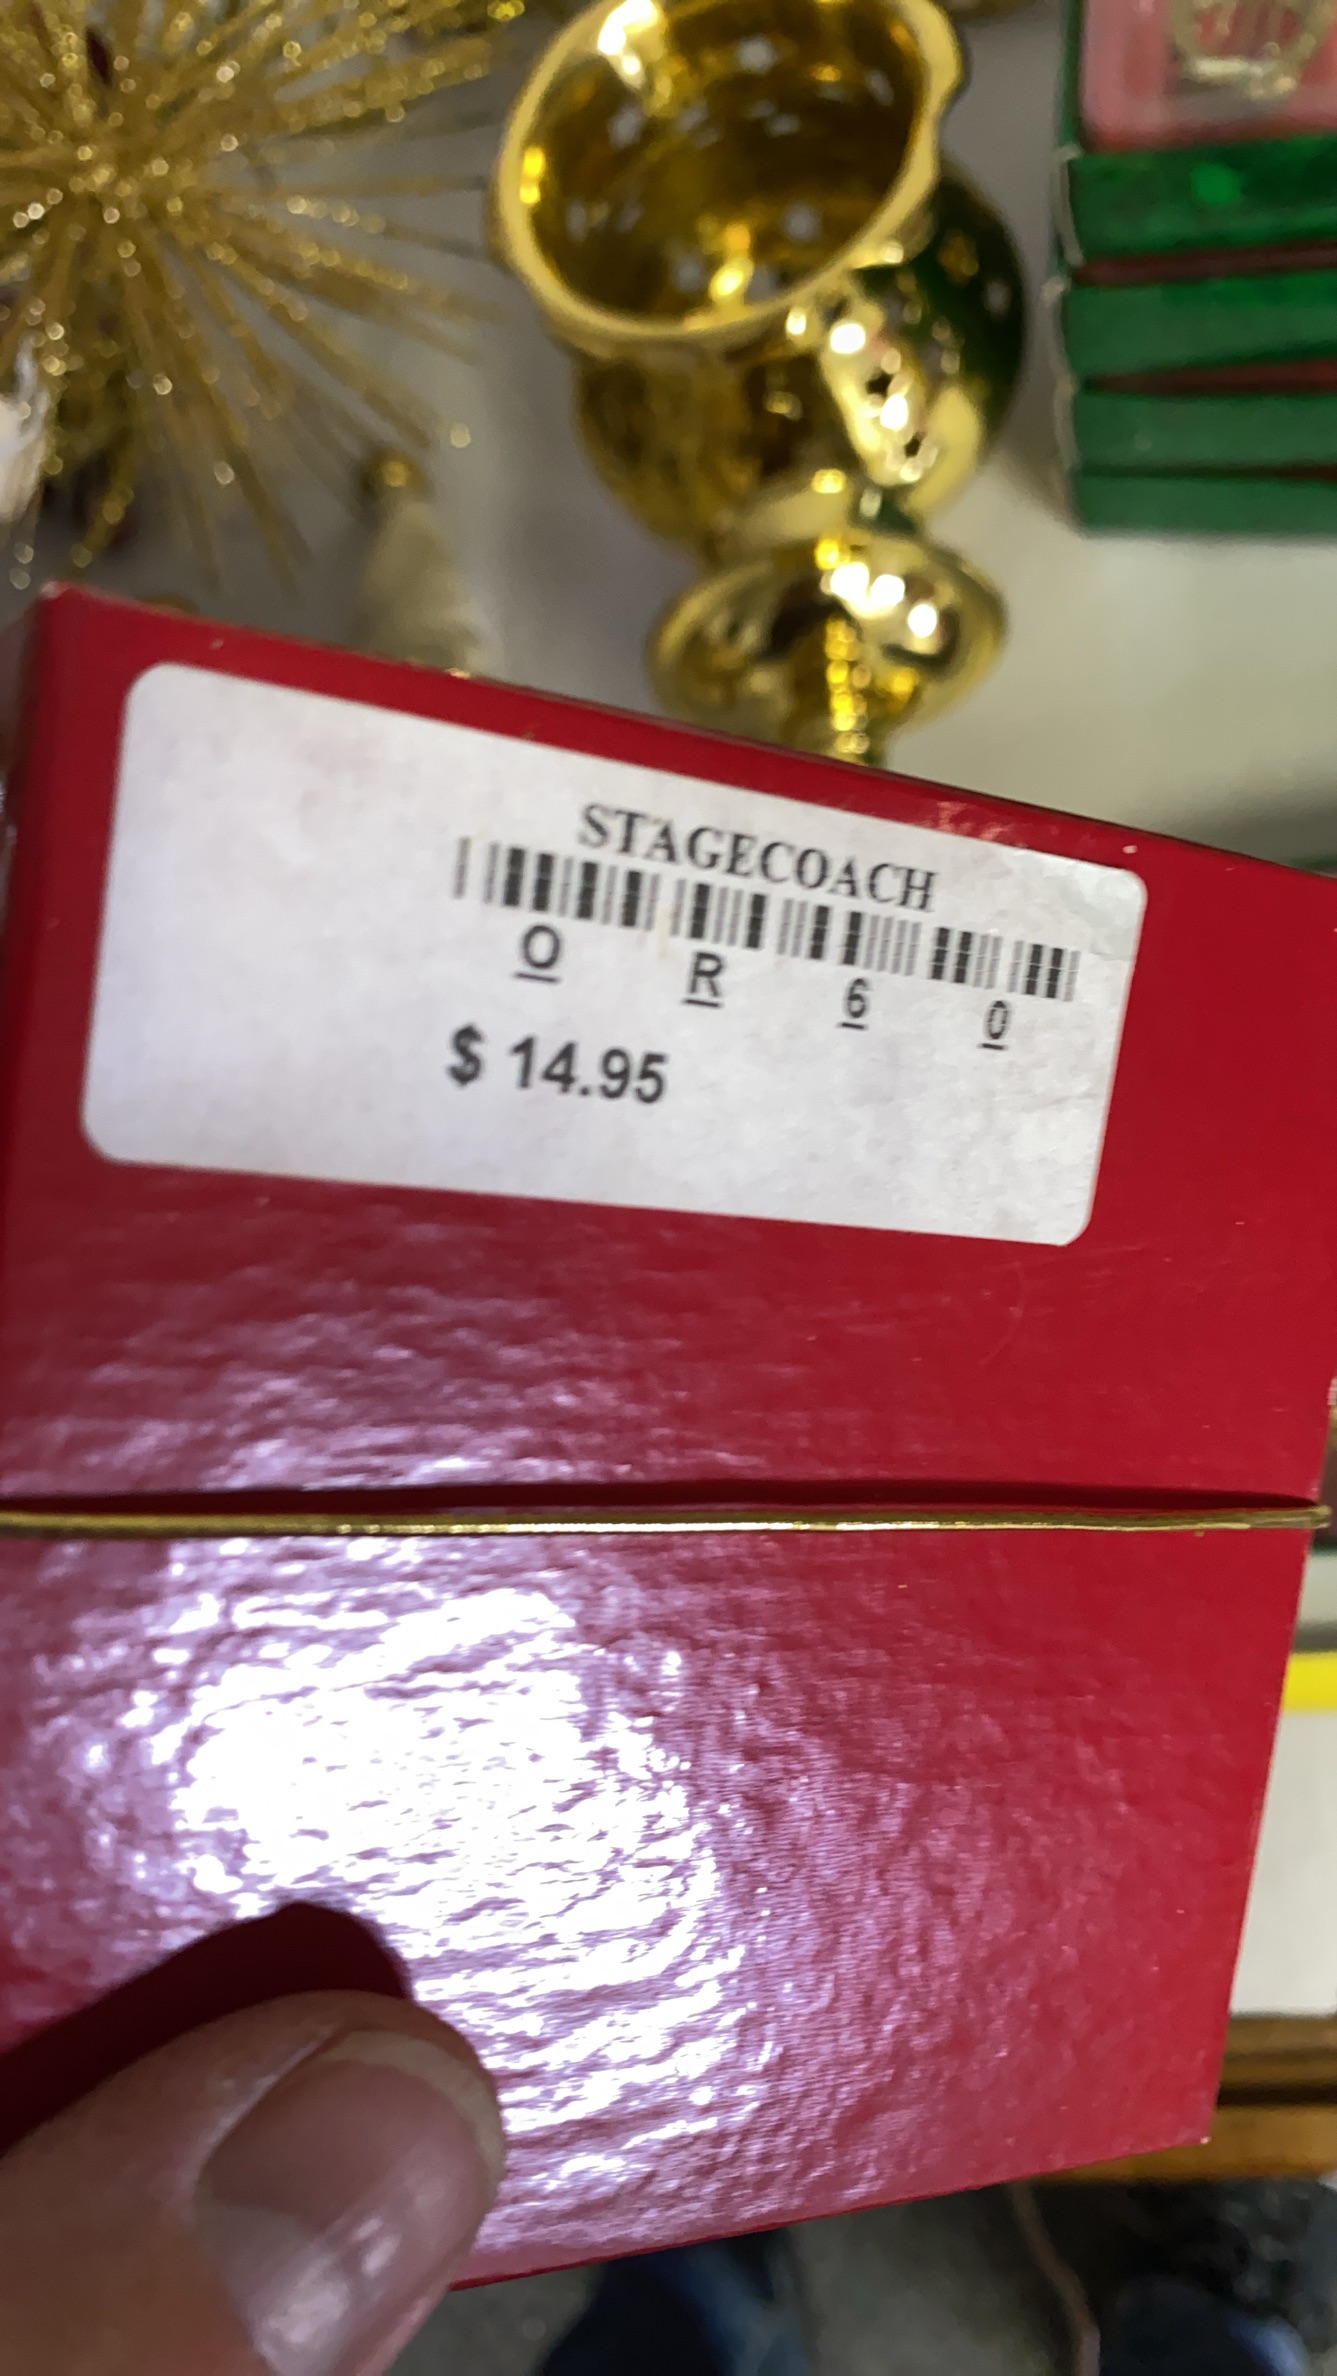 STAGECOACH
O R 6 0
$ 14.95